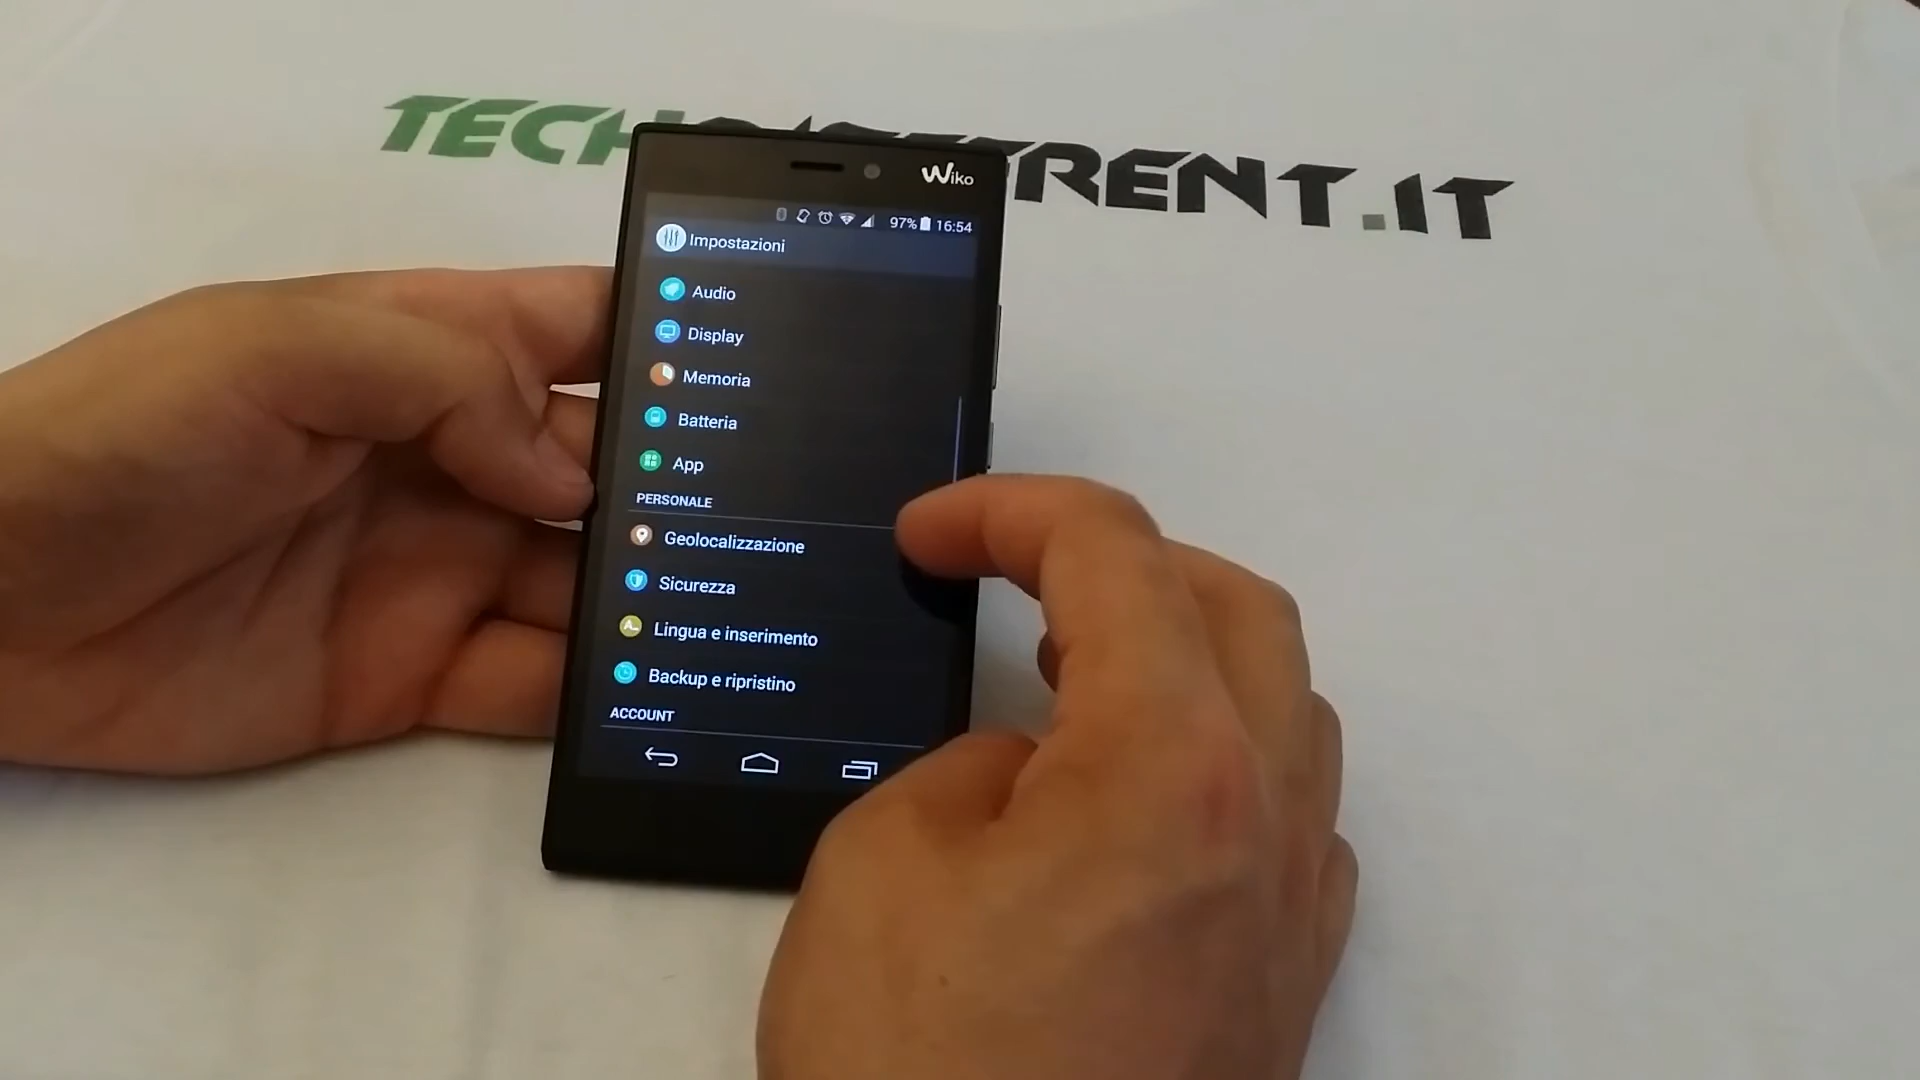 TECH
RENT.IT
Wiko
97% 16:54
Impostazioni
Audio
Display
Memoria
Batteria
App
PERSONALE
Geolocalizzazione
Sicurezza
Lingua e inserimento
Backup e ripristino
ACCOUNT